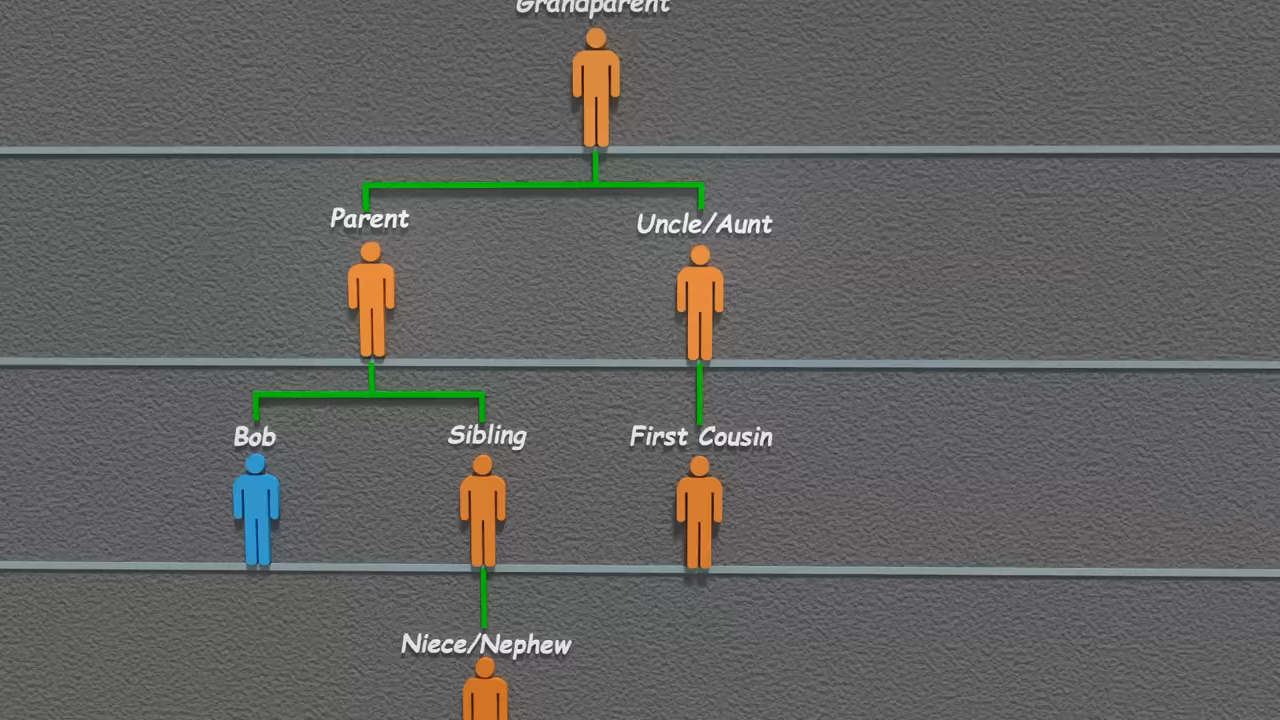 Grandparent
Parent
Uncle/Aunt
Bob
Sibling
First Cousin
Niece/Nephew